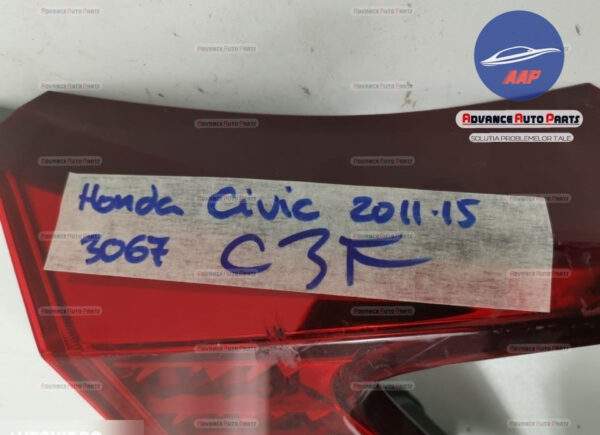 AAP
ADVANCE AUTO PARTS
SOLUTIA PROBLEMELOR TALE
Honda Civic 2011-15
3067 C3F